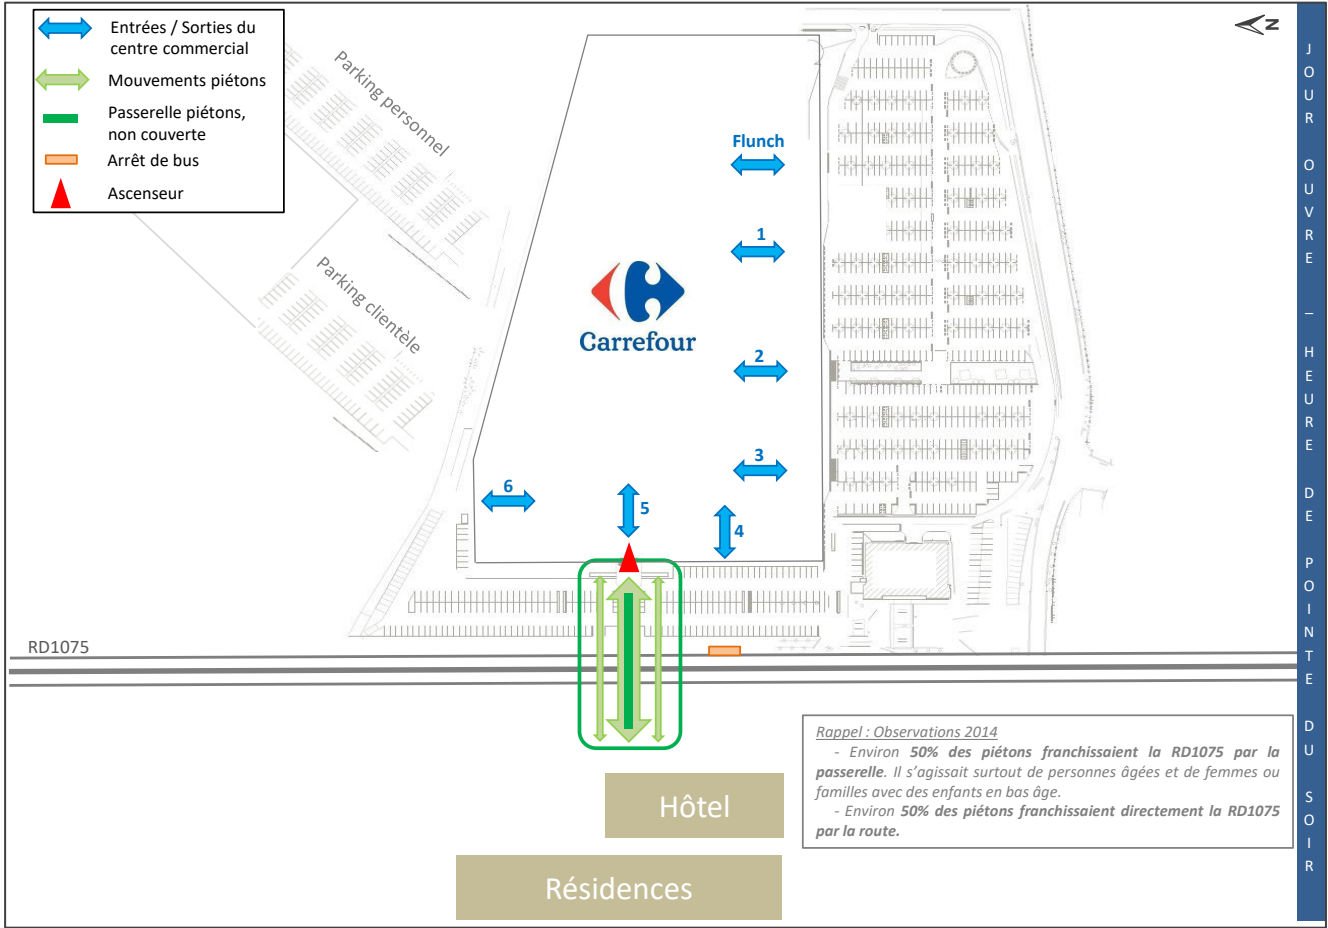 Entrées / Sorties du
centre commercial
Mouvements piétons
Passerelle piétons,
non couverte
Arrêt de bus
Ascenseur
N
Parking personnel
Parking clientèle
Flunch
1
2
3
4
5
6
Carrefour
RD1075
Hôtel
Résidences
Rappel : Observations 2014
- Environ 50% des piétons franchissaient la RD1075 par la
passerelle. Il s’agissait surtout de personnes âgées et de femmes ou
familles avec des enfants en bas âge.
- Environ 50% des piétons franchissaient directement la RD1075
par la route.
JOUR OUVRE – HEURE DE POINTE DU SOIR